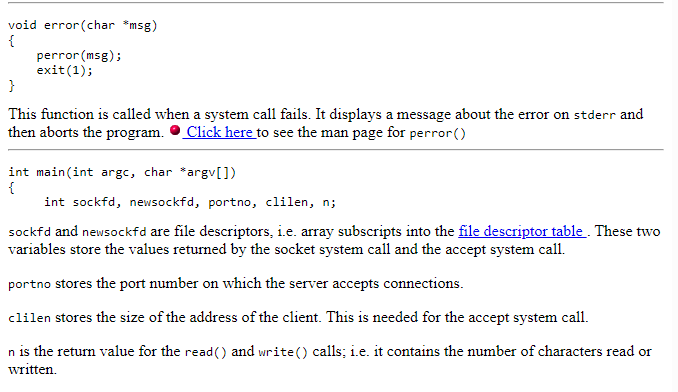 void error(char *msg)
{
    perror(msg);
    exit(1);
}
This function is called when a system call fails. It displays a message about the error on stderr and
then aborts the program. Click here to see the man page for perror()
int main(int argc, char *argv[])
{
     int sockfd, newsockfd, portno, clilen, n;
sockfd and newsockfd are file descriptors, i.e. array subscripts into the file descriptor table . These two
variables store the values returned by the socket system call and the accept system call.
portno stores the port number on which the server accepts connections.
clilen stores the size of the address of the client. This is needed for the accept system call.
n is the return value for the read() and write() calls; i.e. it contains the number of characters read or
written.